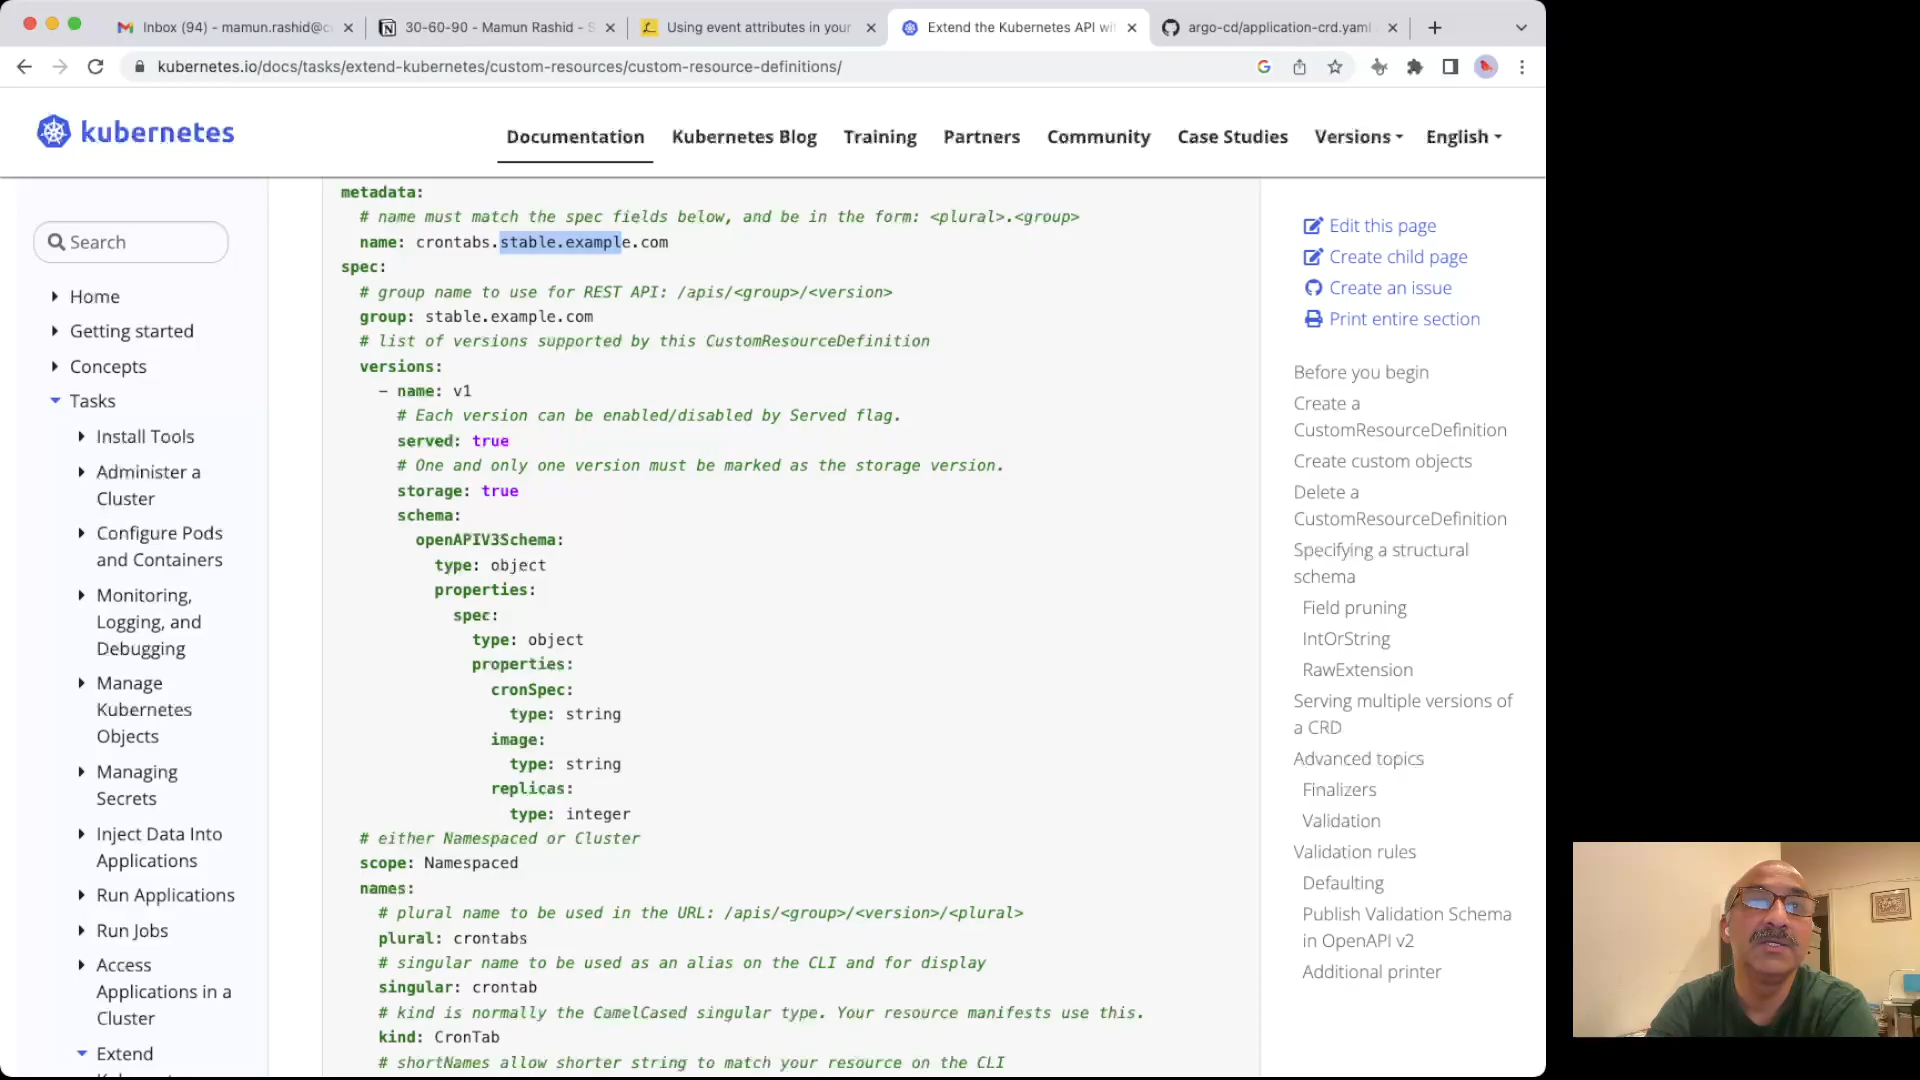 Inbox (94) - mamun.rashid@c
30-60-90 - Mamun Rashid - S
Using event attributes in your
Extend the Kubernetes API wit
argo-cd/application-crd.yaml
kubernetes.io/docs/tasks/extend-kubernetes/custom-resources/custom-resource-definitions/
kubernetes
Documentation
Kubernetes Blog
Training
Partners
Community
Case Studies
Versions
English
Search
Home
Getting started
Concepts
Tasks
Install Tools
Administer a
Cluster
Configure Pods
and Containers
Monitoring,
Logging, and
Debugging
Manage
Kubernetes
Objects
Managing
Secrets
Inject Data Into
Applications
Run Applications
Run Jobs
Access
Applications in a
Cluster
Extend
metadata:
# name must match the spec fields below, and be in the form: <plural>.<group>
name: crontabs.stable.example.com
spec:
# group name to use for REST API: /apis/<group>/<version>
group: stable.example.com
# list of versions supported by this CustomResourceDefinition
versions:
- name: v1
# Each version can be enabled/disabled by Served flag.
served: true
# One and only one version must be marked as the storage version.
storage: true
schema:
openAPIV3Schema:
type: object
properties:
spec:
type: object
properties:
cronSpec:
type: string
image:
type: string
replicas:
type: integer
# either Namespaced or Cluster
scope: Namespaced
names:
# plural name to be used in the URL: /apis/<group>/<version>/<plural>
plural: crontabs
# singular name to be used as an alias on the CLI and for display
singular: crontab
# kind is normally the CamelCased singular type. Your resource manifests use this.
kind: CronTab
# shortNames allow shorter string to match your resource on the CLI
Edit this page
Create child page
Create an issue
Print entire section
Before you begin
Create a
CustomResourceDefinition
Create custom objects
Delete a
CustomResourceDefinition
Specifying a structural
schema
Field pruning
IntOrString
RawExtension
Serving multiple versions of
a CRD
Advanced topics
Finalizers
Validation
Validation rules
Defaulting
Publish Validation Schema
in OpenAPI v2
Additional printer